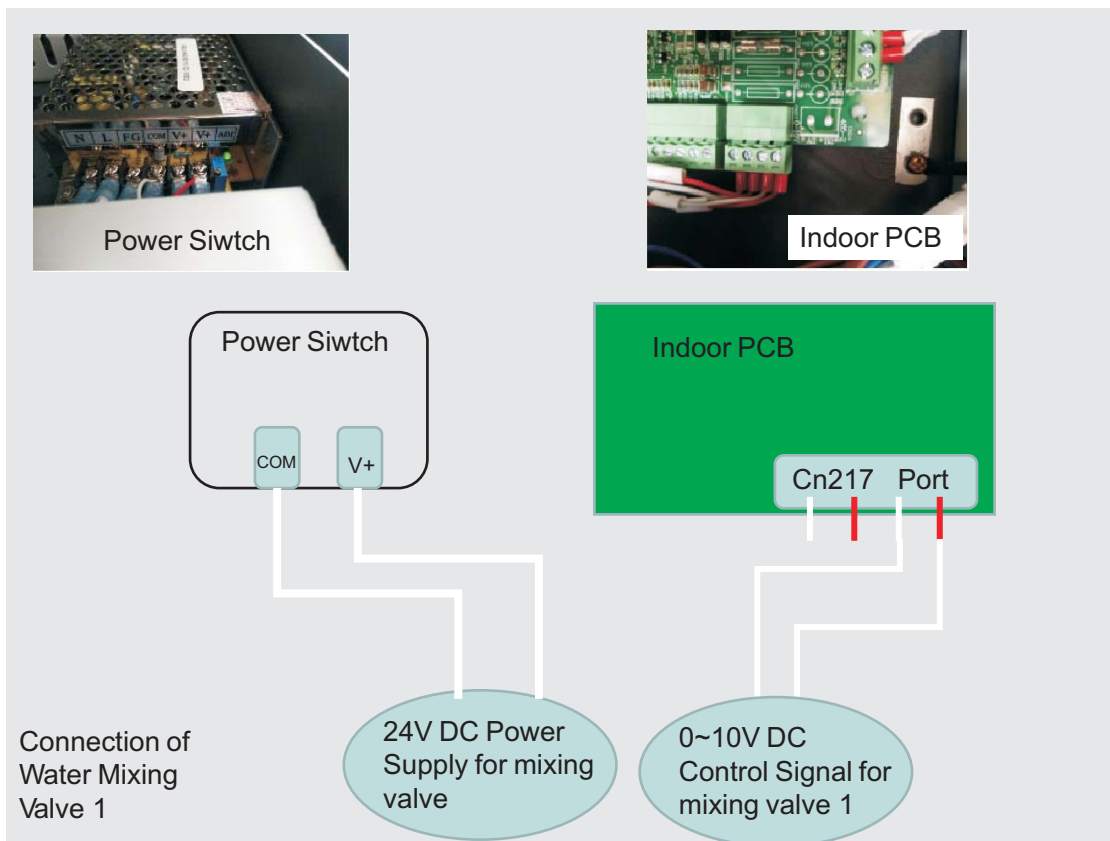 N L FG COM V+ V+ ADJ
Power Siwtch
Indoor PCB
Power Siwtch
COM V+
Indoor PCB
Cn217 Port
24V DC Power
Supply for mixing
valve
0~10V DC
Control Signal for
mixing valve 1
Connection of
Water Mixing
Valve 1